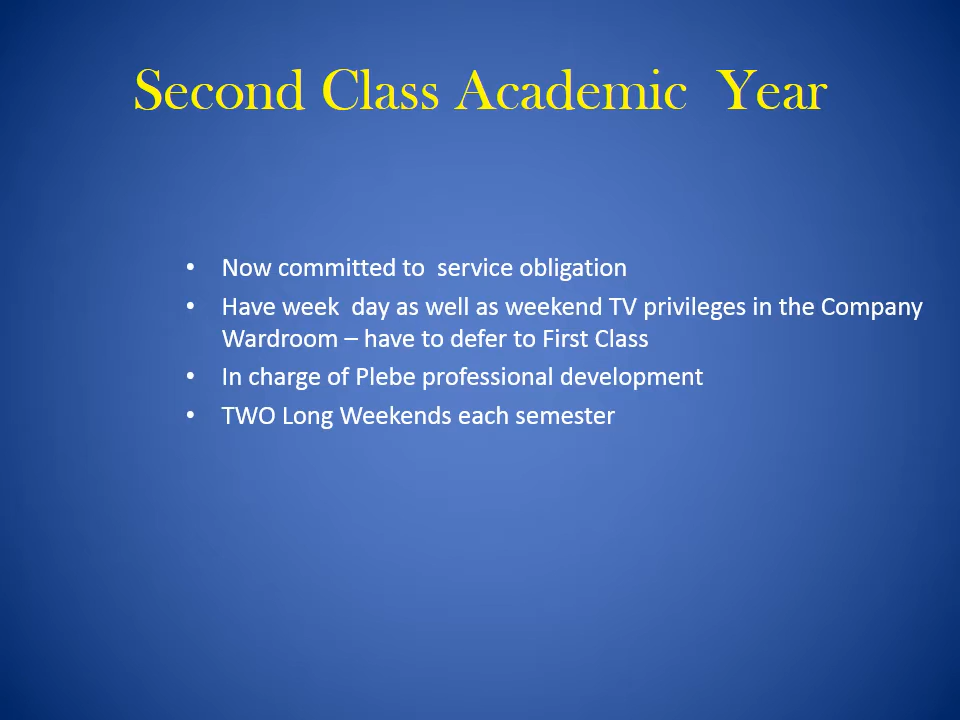 Second Class Academic  Year
• Now committed to  service obligation
• Have week  day as well as weekend TV privileges in the Company
Wardroom – have to defer to First Class
• In charge of Plebe professional development
• TWO Long Weekends each semester